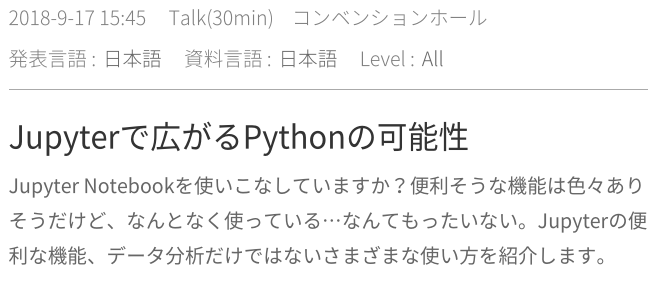 2018-9-17 15:45 Talk(30min) コンベンションホール
発表言語 : 日本語 資料言語 : 日本語 Level : All
Jupyterで広がるPythonの可能性
Jupyter Notebookを使いこなしていますか？便利そうな機能は色々あり
そうだけど、なんとなく使っている…なんてもったいない。Jupyterの便
利な機能、データ分析だけではないさまざまな使い方を紹介します。